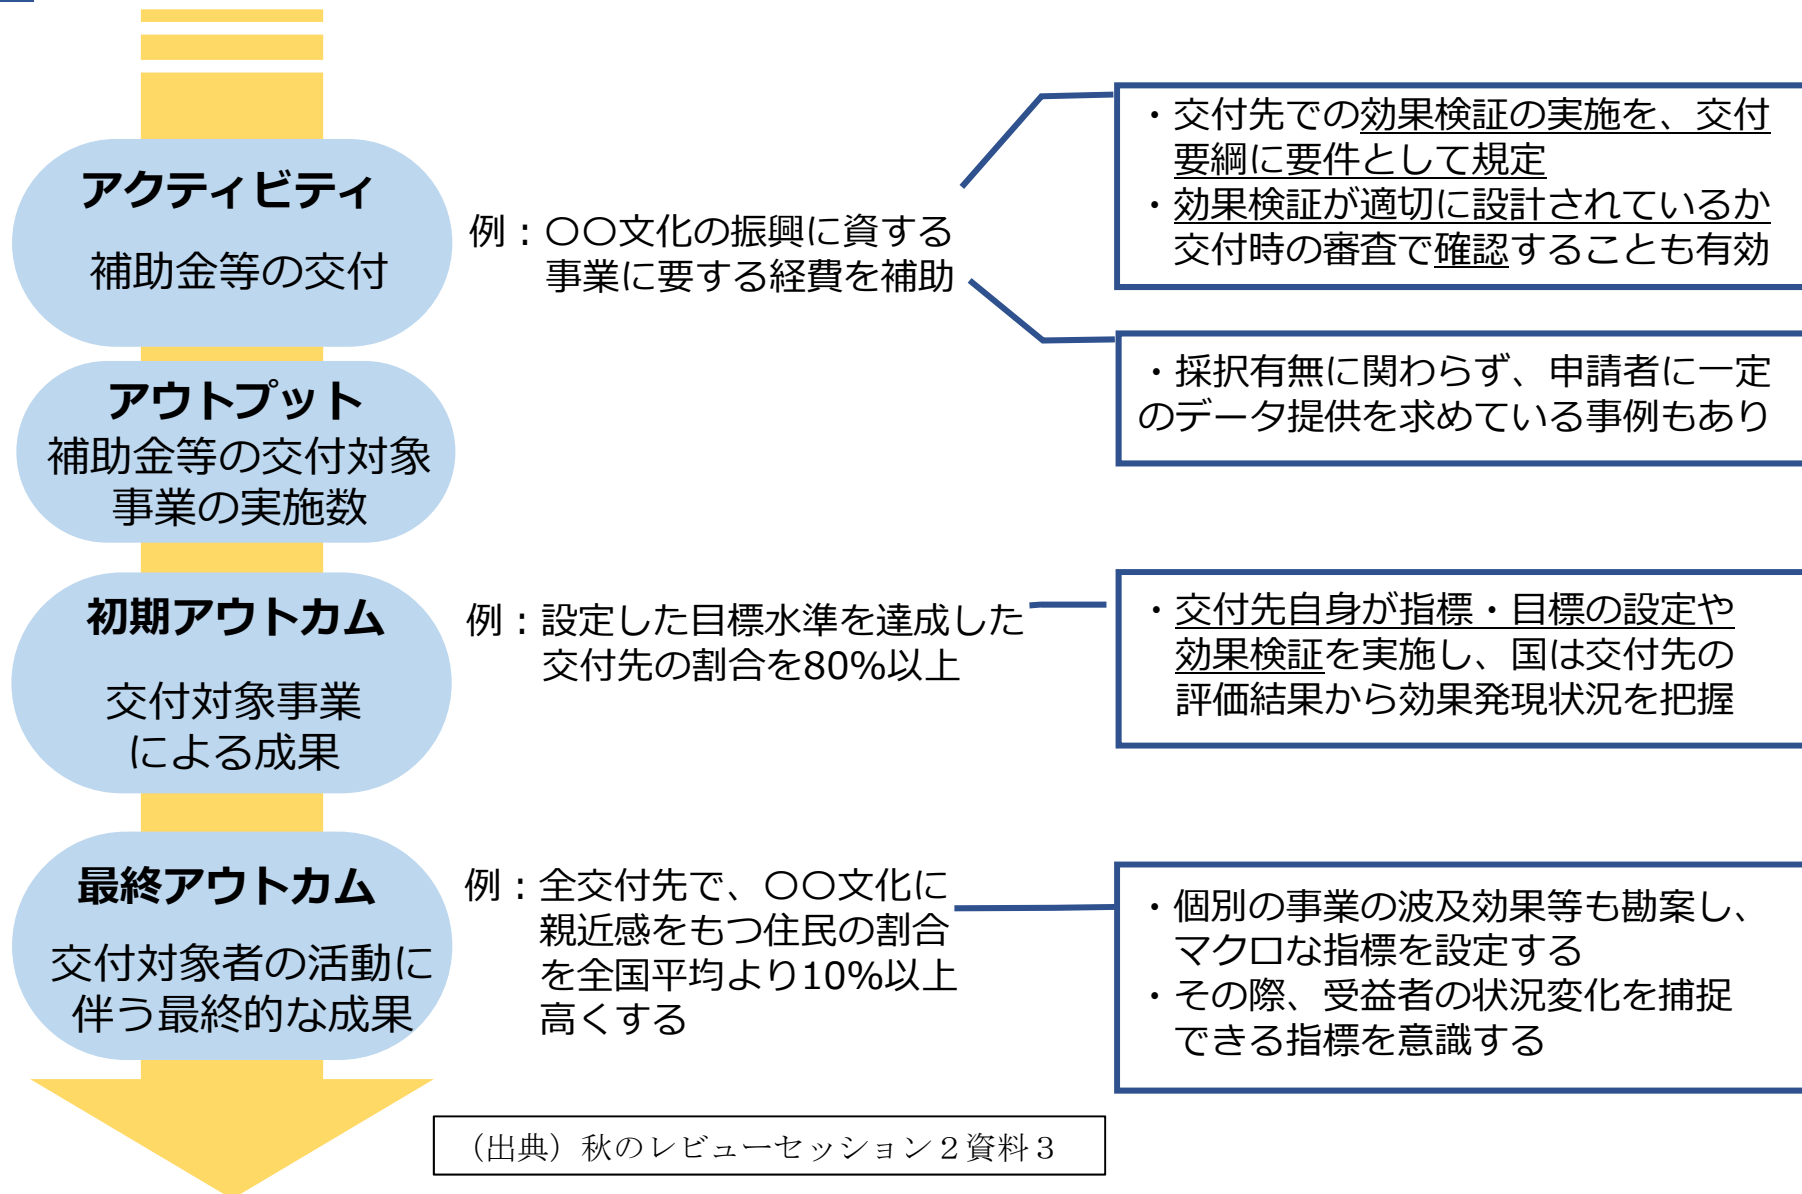 アクティビティ
補助金等の交付
例：〇〇文化の振興に資する
事業に要する経費を補助
・交付先での効果検証の実施を、交付
要綱に要件として規定
・効果検証が適切に設計されているか
交付時の審査で確認することも有効
・採択有無に関わらず、申請者に一定
のデータ提供を求めている事例もあり
アウトプット
補助金等の交付対象
事業の実施数
初期アウトカム
交付対象事業
による成果
例：設定した目標水準を達成した
交付先の割合を80%以上
・交付先自身が指標・目標の設定や
効果検証を実施し、国は交付先の
評価結果から効果発現状況を把握
最終アウトカム
交付対象者の活動に
伴う最終的な成果
例：全交付先で、〇〇文化に
親近感をもつ住民の割合
を全国平均より10%以上
高くする
・個別の事業の波及効果等も勘案し、
マクロな指標を設定する
・その際、受益者の状況変化を捕捉
できる指標を意識する
（出典）秋のレビューセッション２資料３